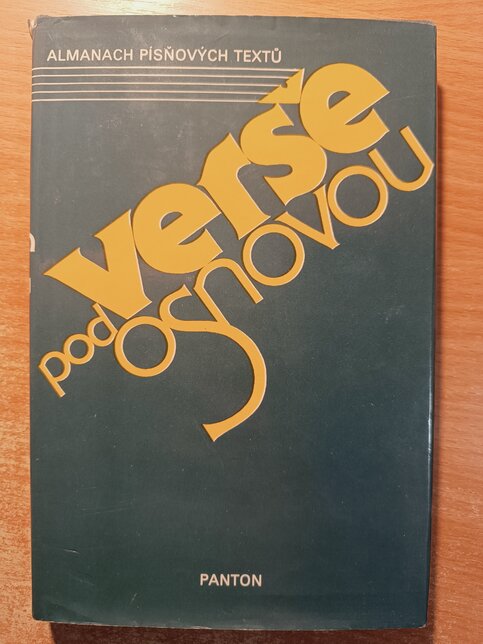 ALMANACH PÍSŇOVÝCH TEXTŮ
verše
pod osnovou
PANTON